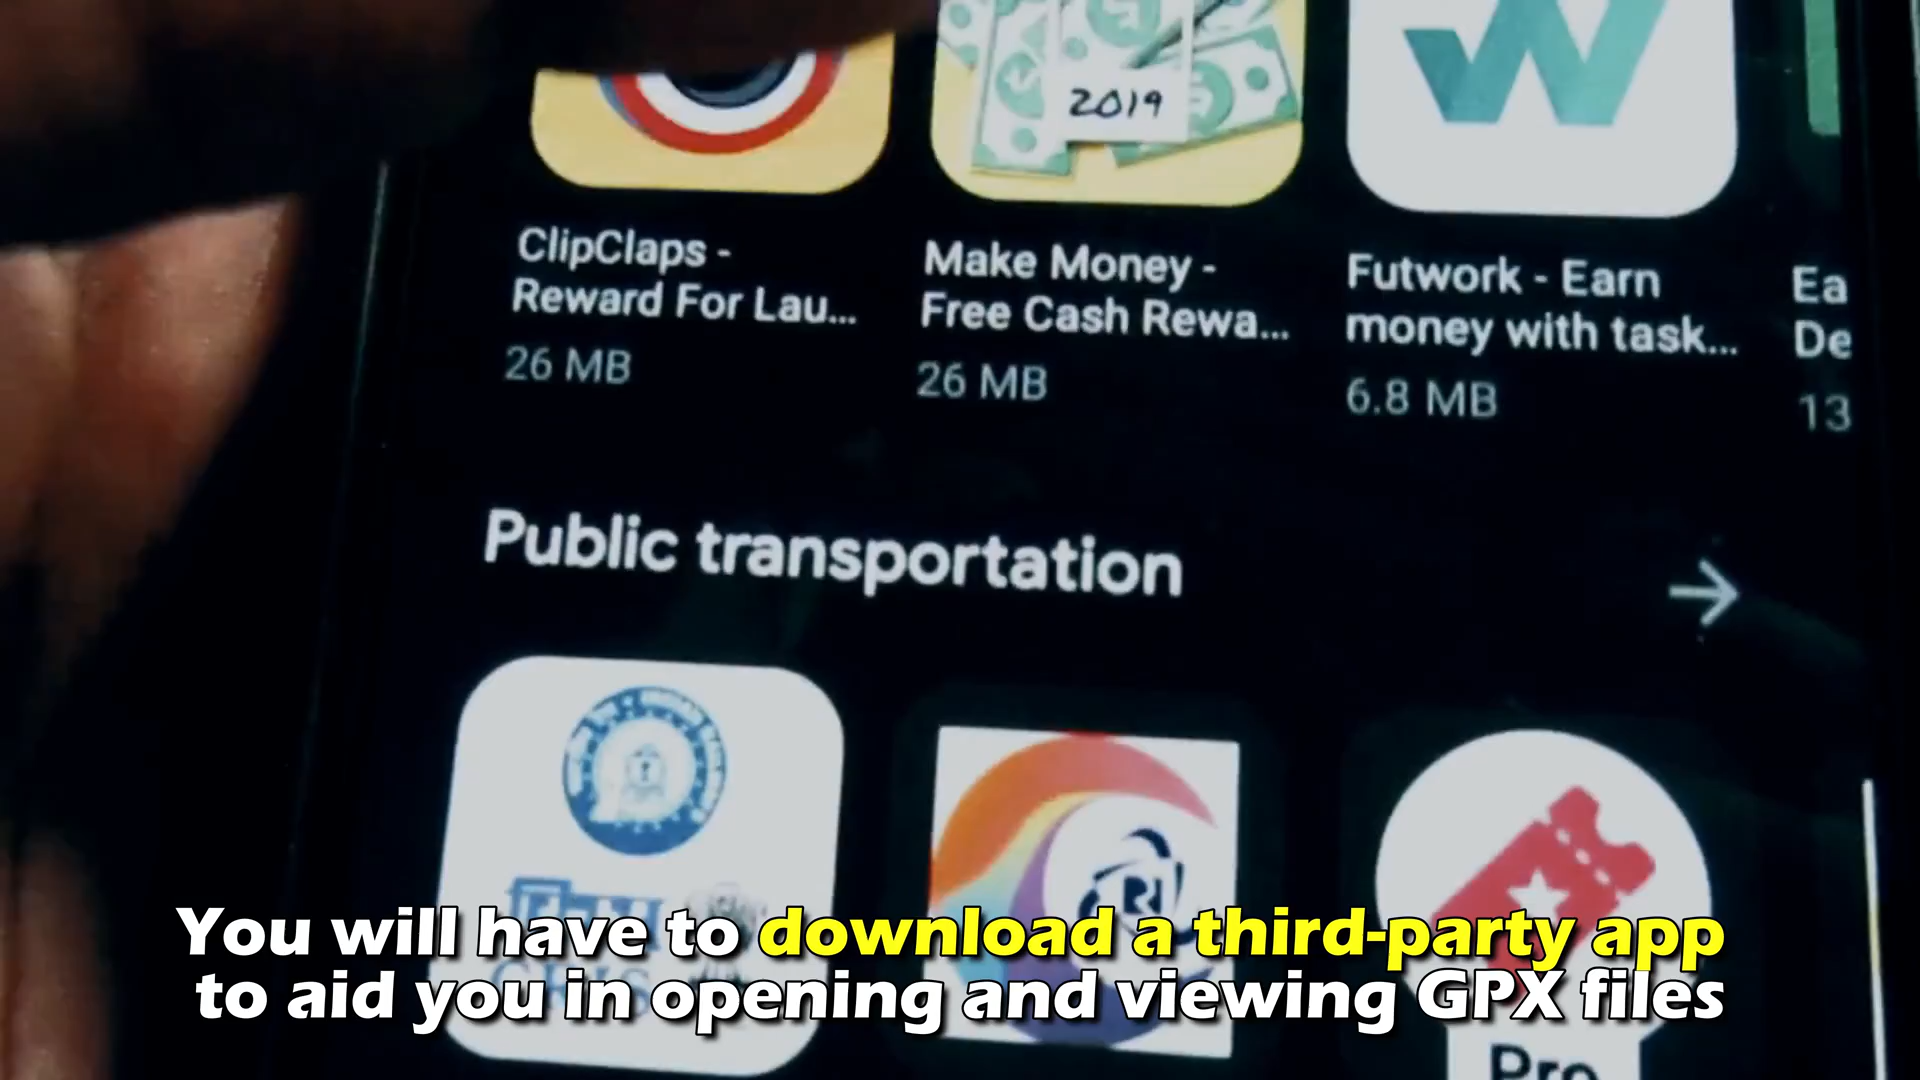 2019
ClipClaps -
Reward For Lau...
26 MB
Make Money -
Free Cash Rewa...
26 MB
Futwork - Earn
money with task...
6.8 MB
Ea
De
13
Public transportation
You will have to download a third-party app
to aid you in opening and viewing GPX files
Pro